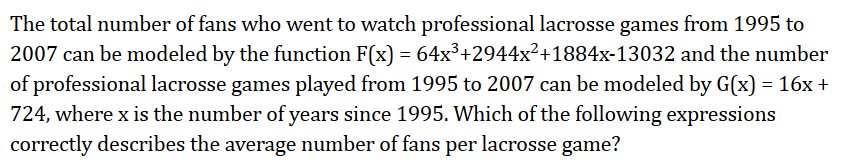 The total number of fans who went to watch professional lacrosse games from 1995 to
2007 can be modeled by the function F(x) = 64x³+2944x²+1884x-13032 and the number
of professional lacrosse games played from 1995 to 2007 can be modeled by G(x) = 16x +
724, where x is the number of years since 1995. Which of the following expressions
correctly describes the average number of fans per lacrosse game?